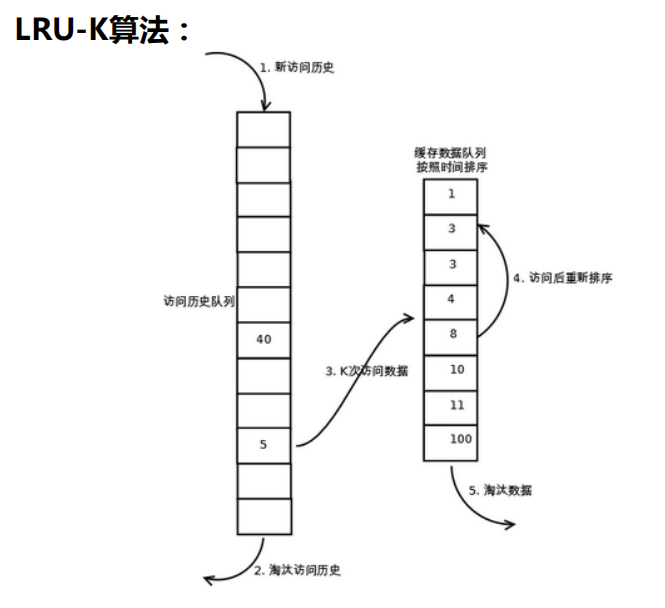 LRU-K算法：
1. 新访问历史
缓存数据队列
按照时间排序
1
3
3
4
8
10
11
100
4. 访问后重新排序
访问历史队列
40
5
3. K次访问数据
5. 淘汰数据
2. 淘汰访问历史